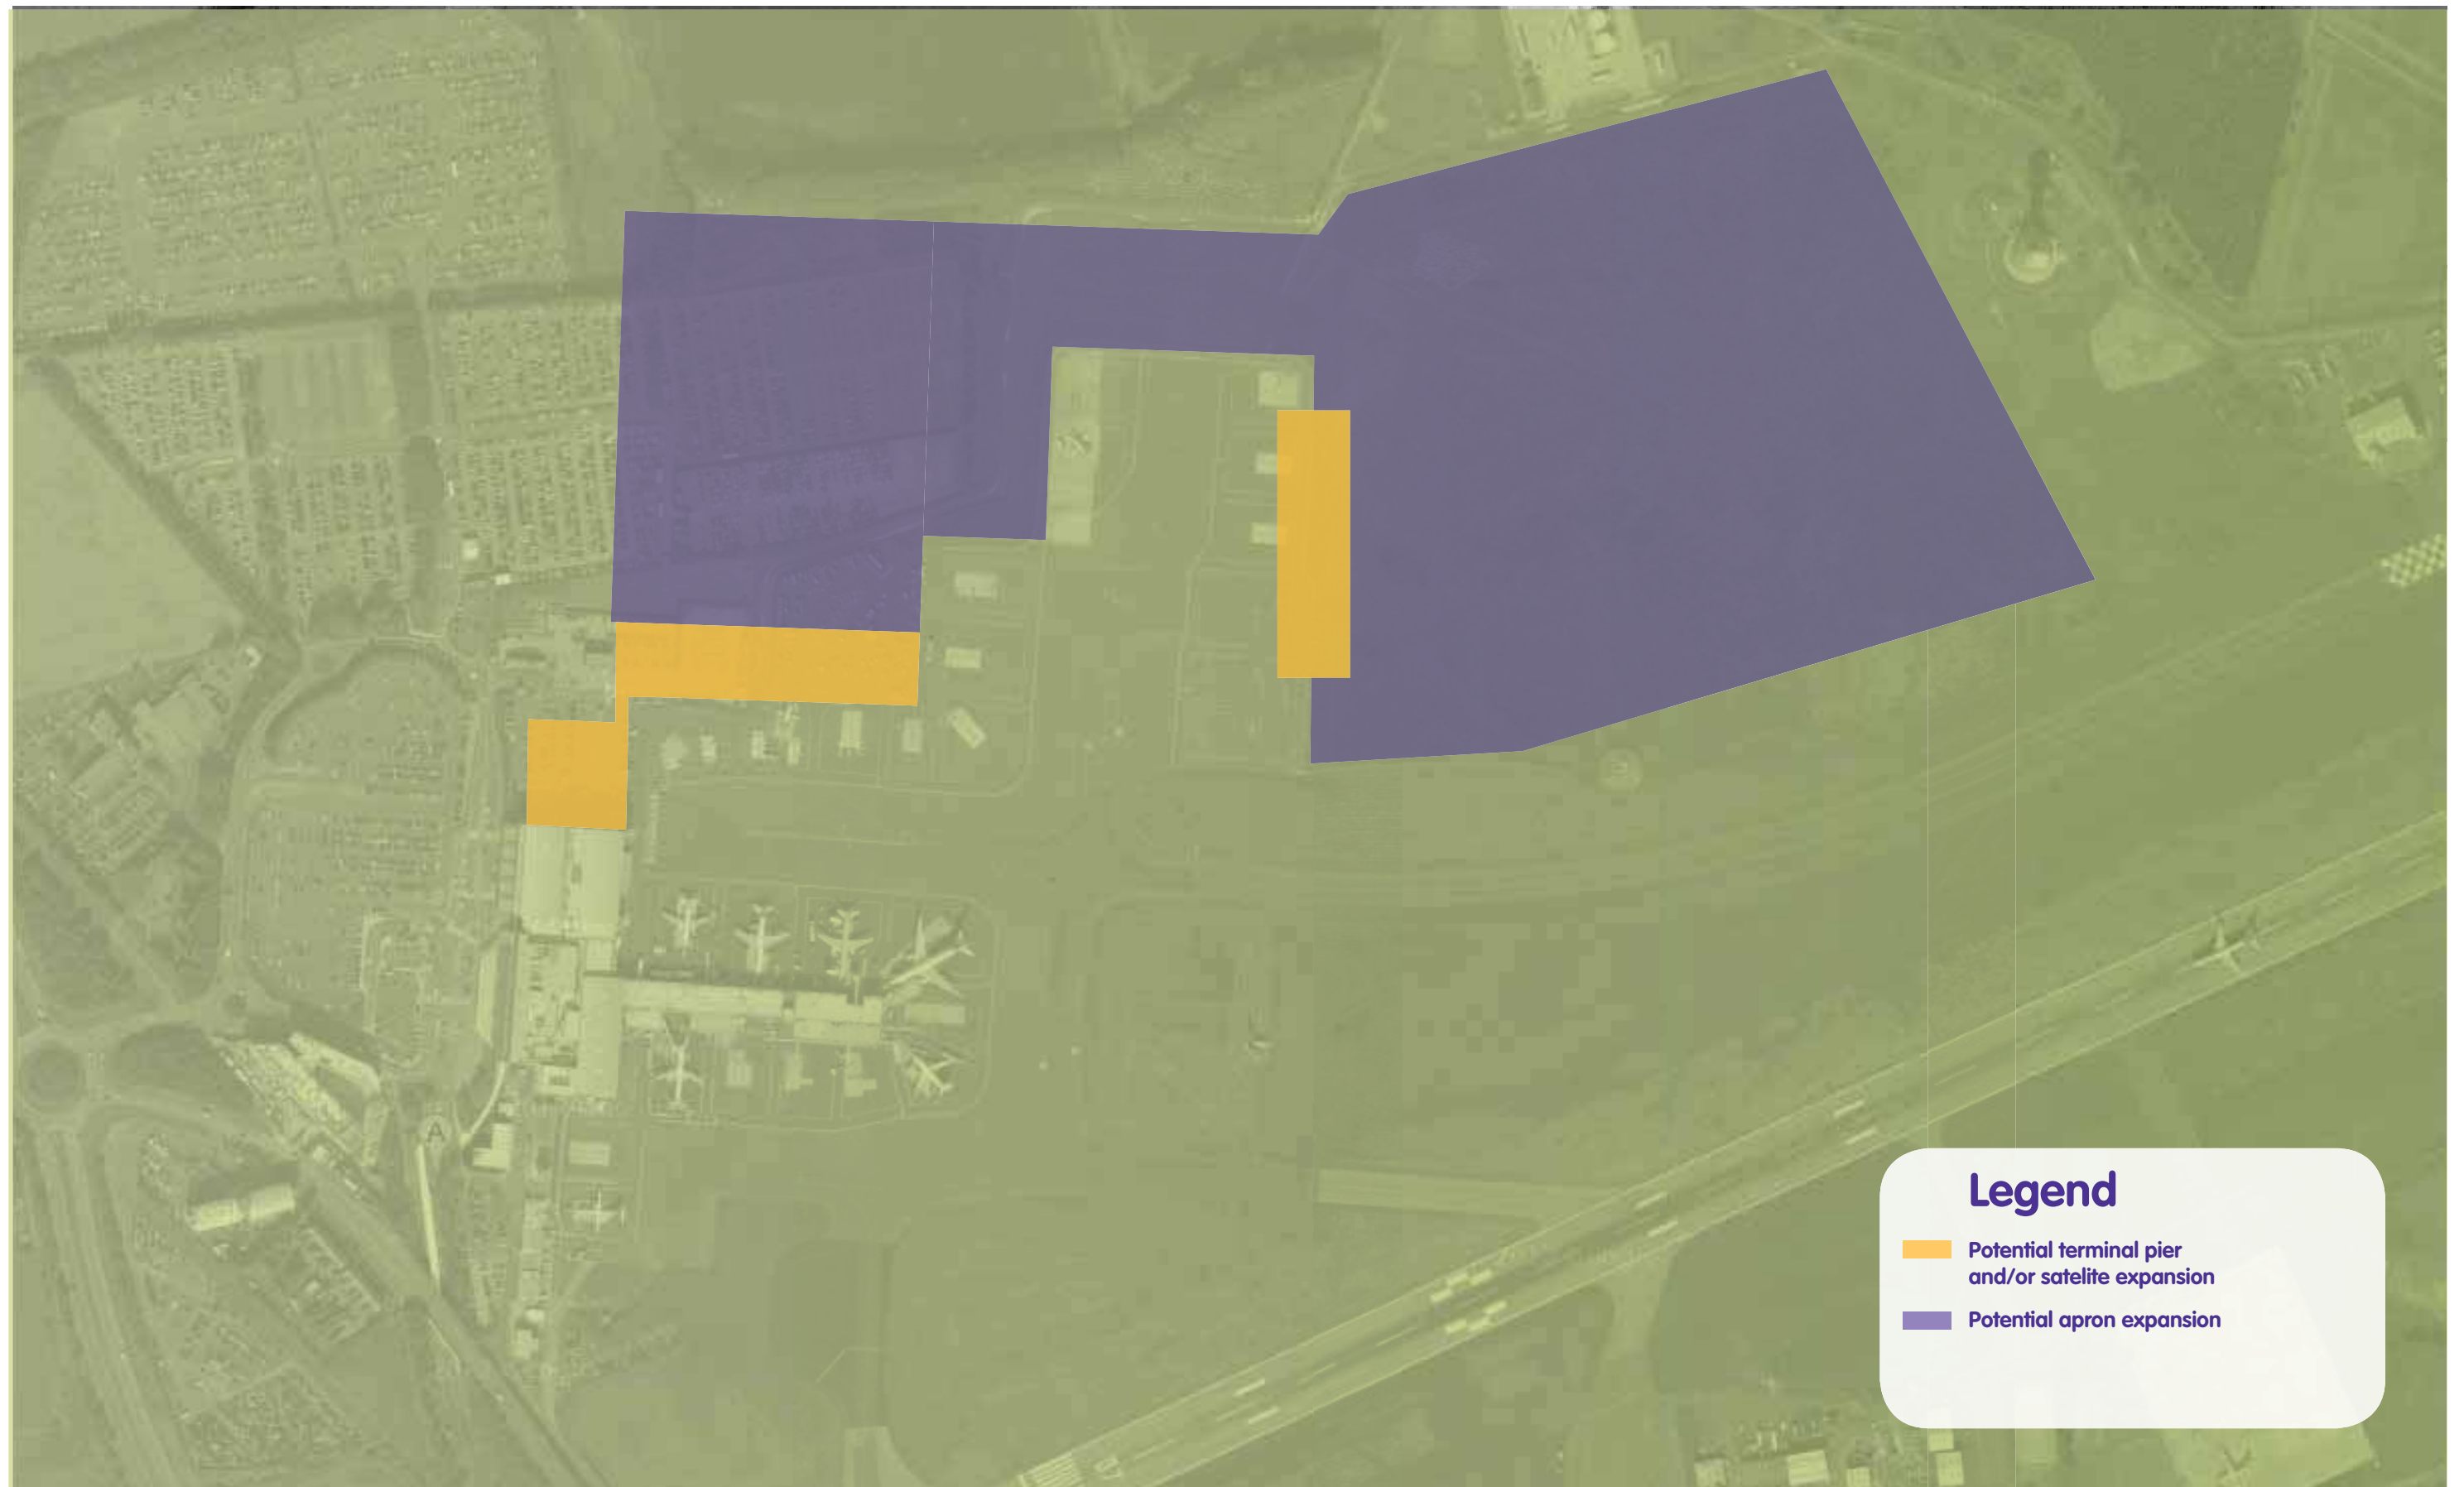 Legend
Potential terminal pier
and/or satelite expansion
Potential apron expansion